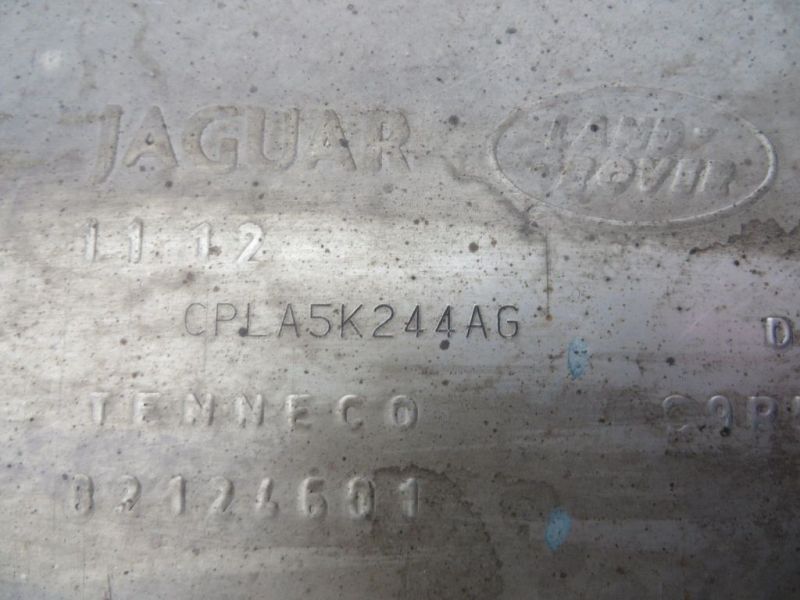 JAGUAR
LAND-
ROVER
11 12
CPLA5K244AG
D
TENNECO
82124601